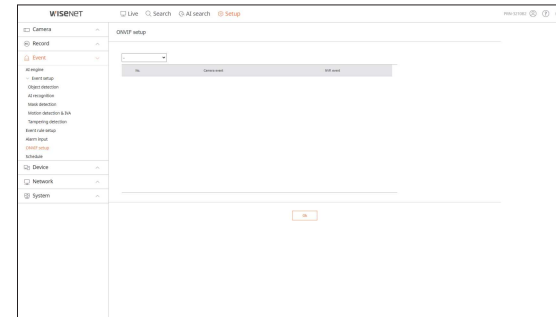 WISENET
Live Search AI search Setup
Camera
Record
Event
AI engine
- Event setup
Object detection
AI recognition
Mask detection
Motion detection & IVA
Tampering detection
Event rule setup
Alarm input
ONVIF setup
Schedule
Device
Network
System
ONVIF setup
No. Camera event NVR event
OK